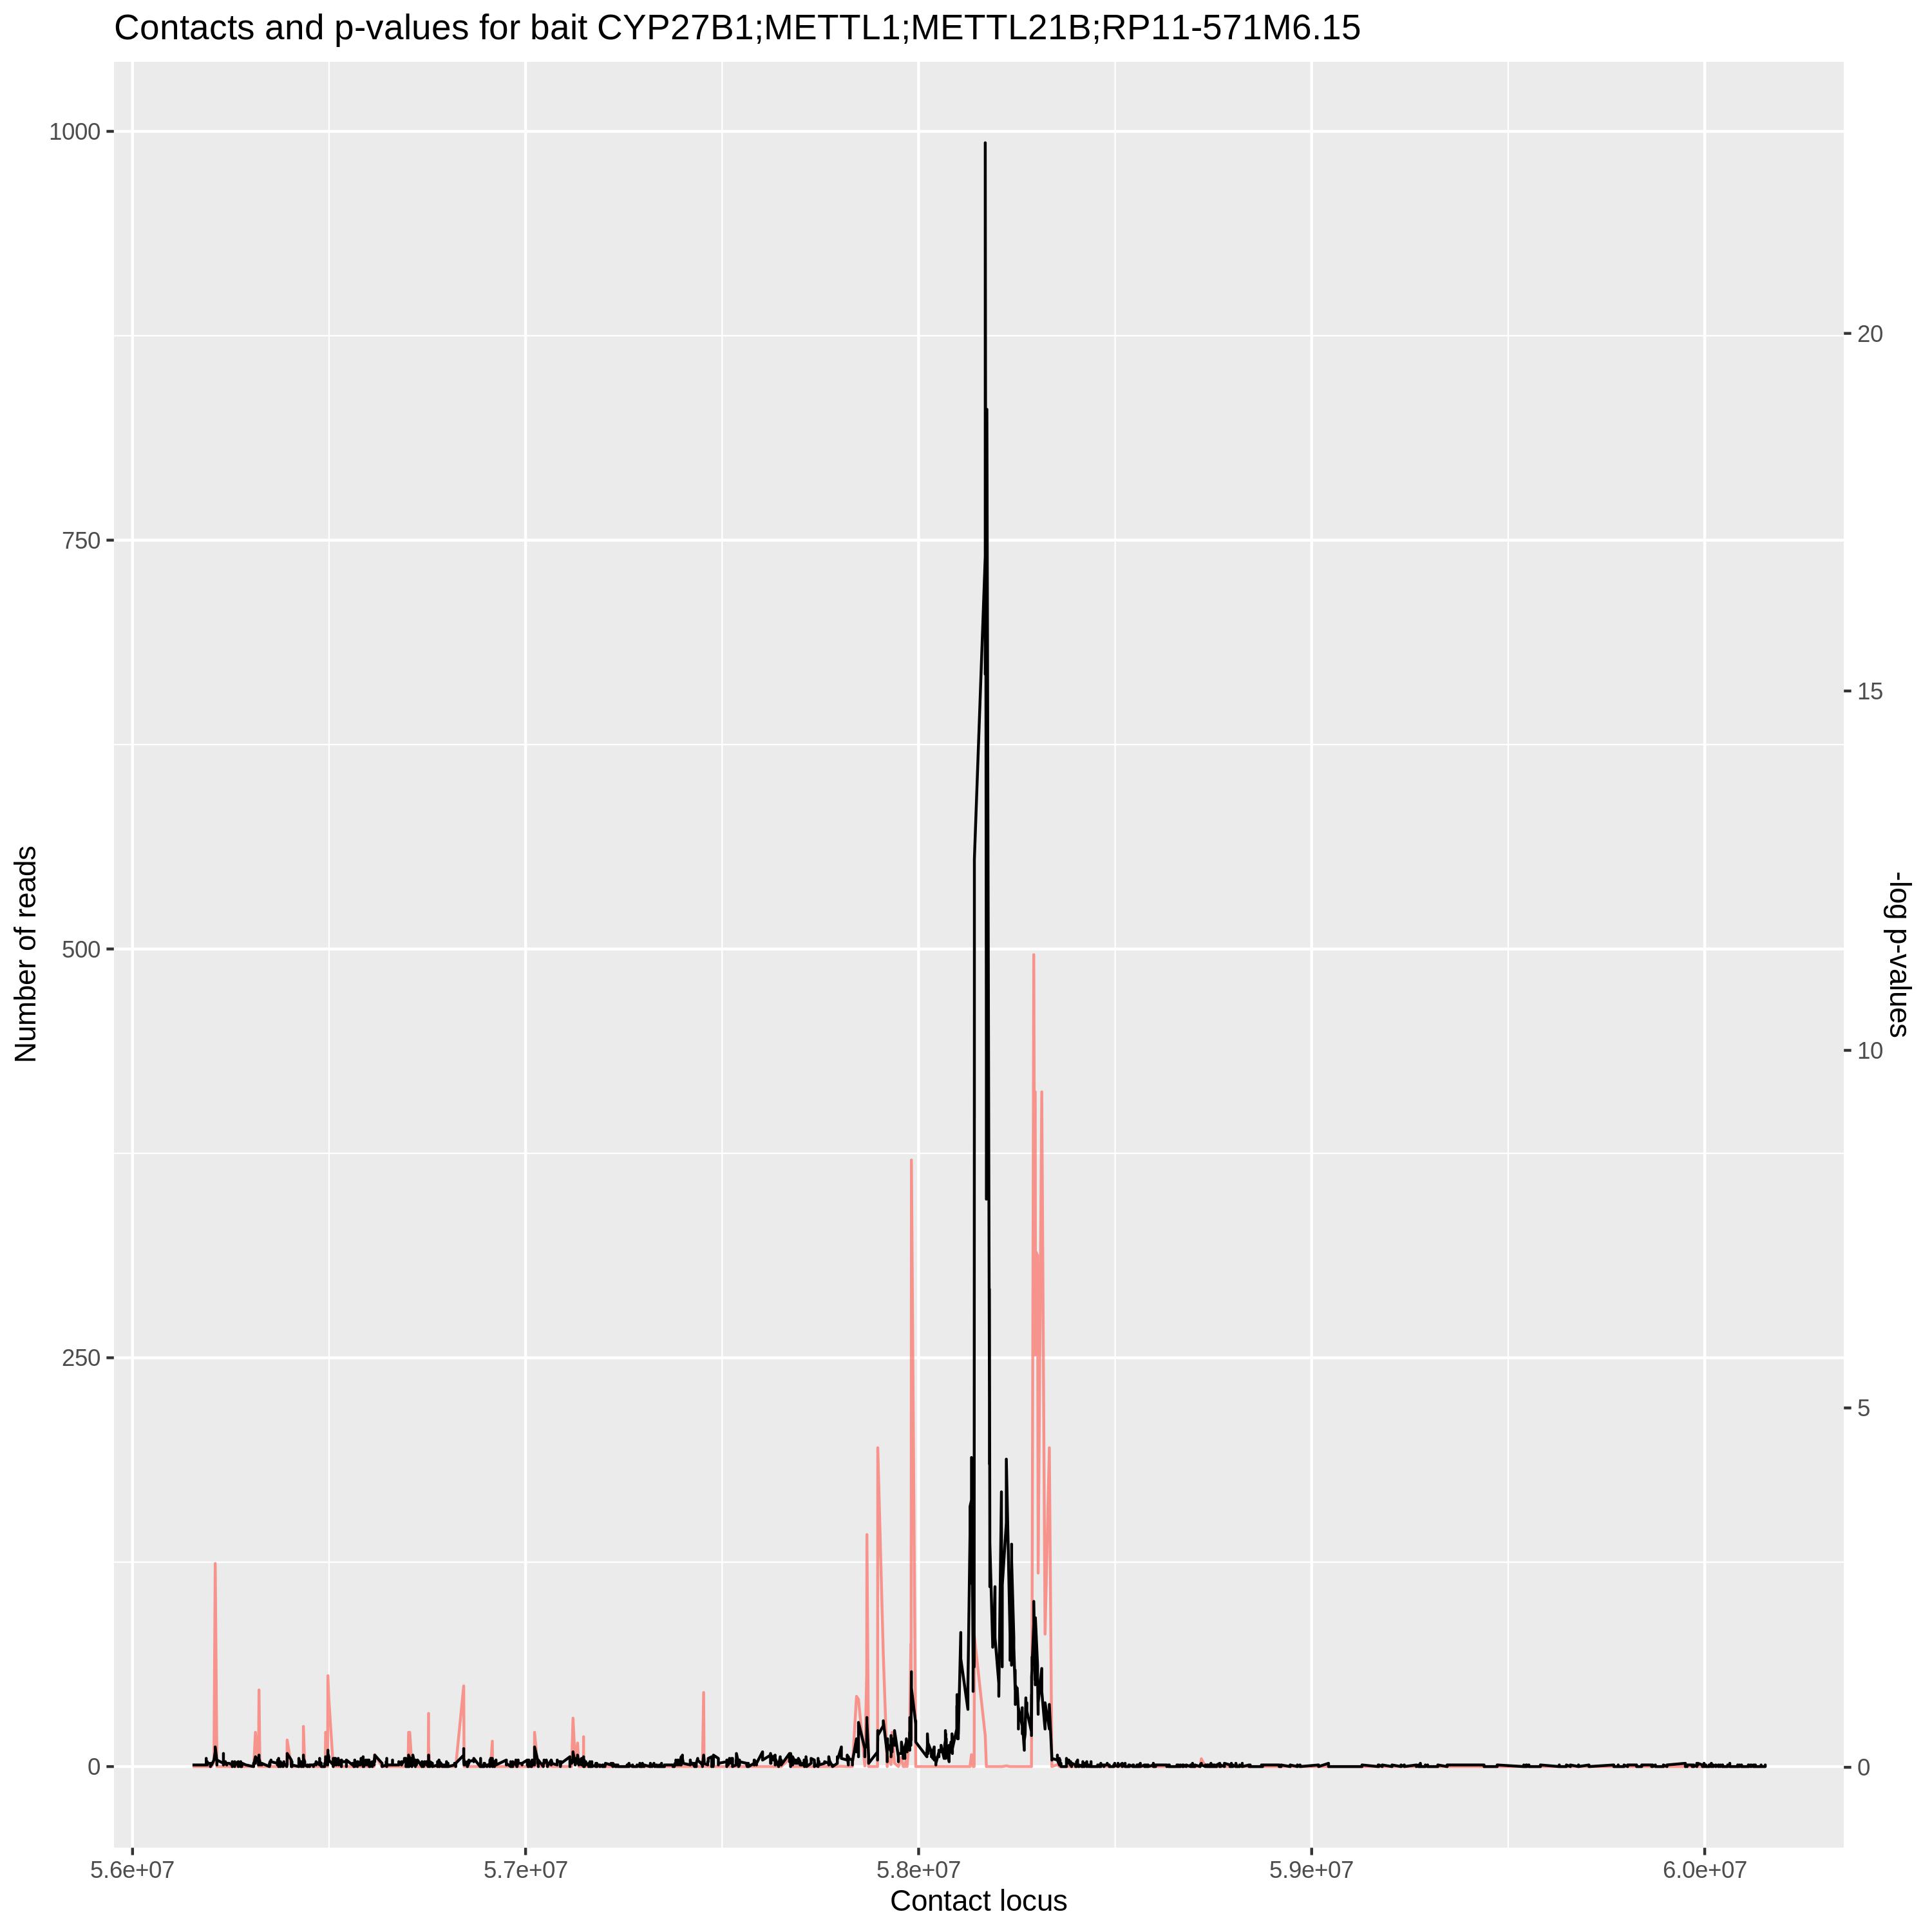 Contacts and p-values for bait CYP27B1;METTL1;METTL21B;RP11-571M6.15
1000
750
500
250
0
Number of reads
20
15
10
5
0
-log p-values
5.6e+07 5.7e+07 5.8e+07 5.9e+07 6.0e+07
Contact locus